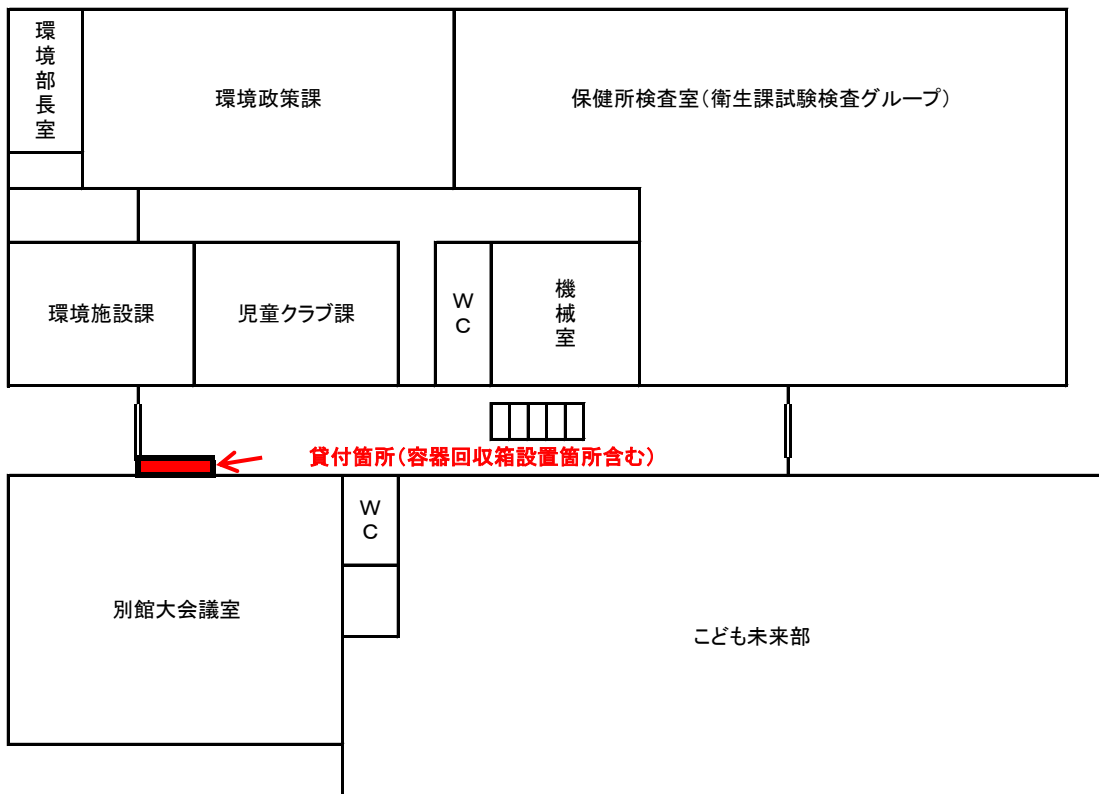 環境部長室
環境政策課
保健所検査室（衛生課試験検査グループ）
環境施設課
児童クラブ課
ＷＣ
機械室
貸付箇所（容器回収箱設置箇所含む）
ＷＣ
別館大会議室
こども未来部